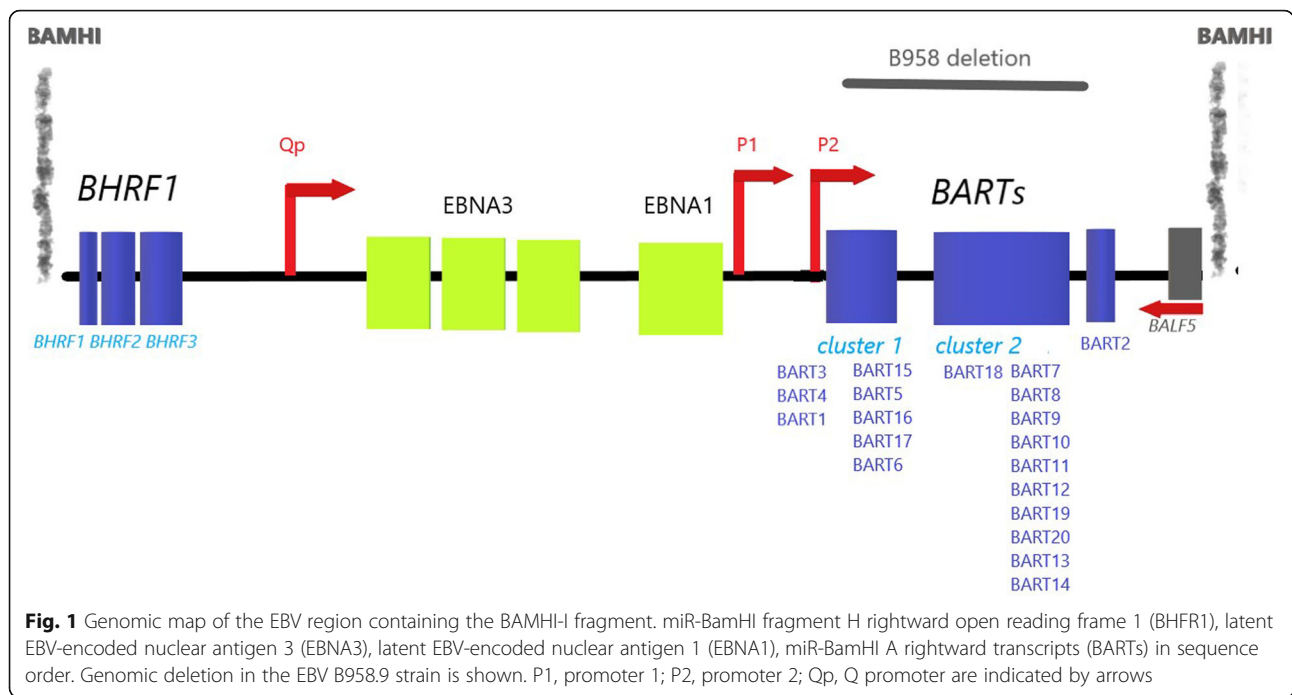 BAMHI
BAMHI
B958 deletion
Qp
P1
P2
BHRF1
EBNA3
EBNA1
BARTs
BHRF1 BHRF2 BHRF3
BALF5
cluster 1
cluster 2
BART2
BART3
BART4
BART1
BART15
BART5
BART16
BART17
BART6
BART18
BART7
BART8
BART9
BART10
BART11
BART12
BART19
BART20
BART13
BART14
Fig. 1 Genomic map of the EBV region containing the BAMHI-I fragment. miR-BamHI fragment H rightward open reading frame 1 (BHFR1), latent
EBV-encoded nuclear antigen 3 (EBNA3), latent EBV-encoded nuclear antigen 1 (EBNA1), miR-BamHI A rightward transcripts (BARTs) in sequence
order. Genomic deletion in the EBV B958.9 strain is shown. P1, promoter 1; P2, promoter 2; Qp, Q promoter are indicated by arrows